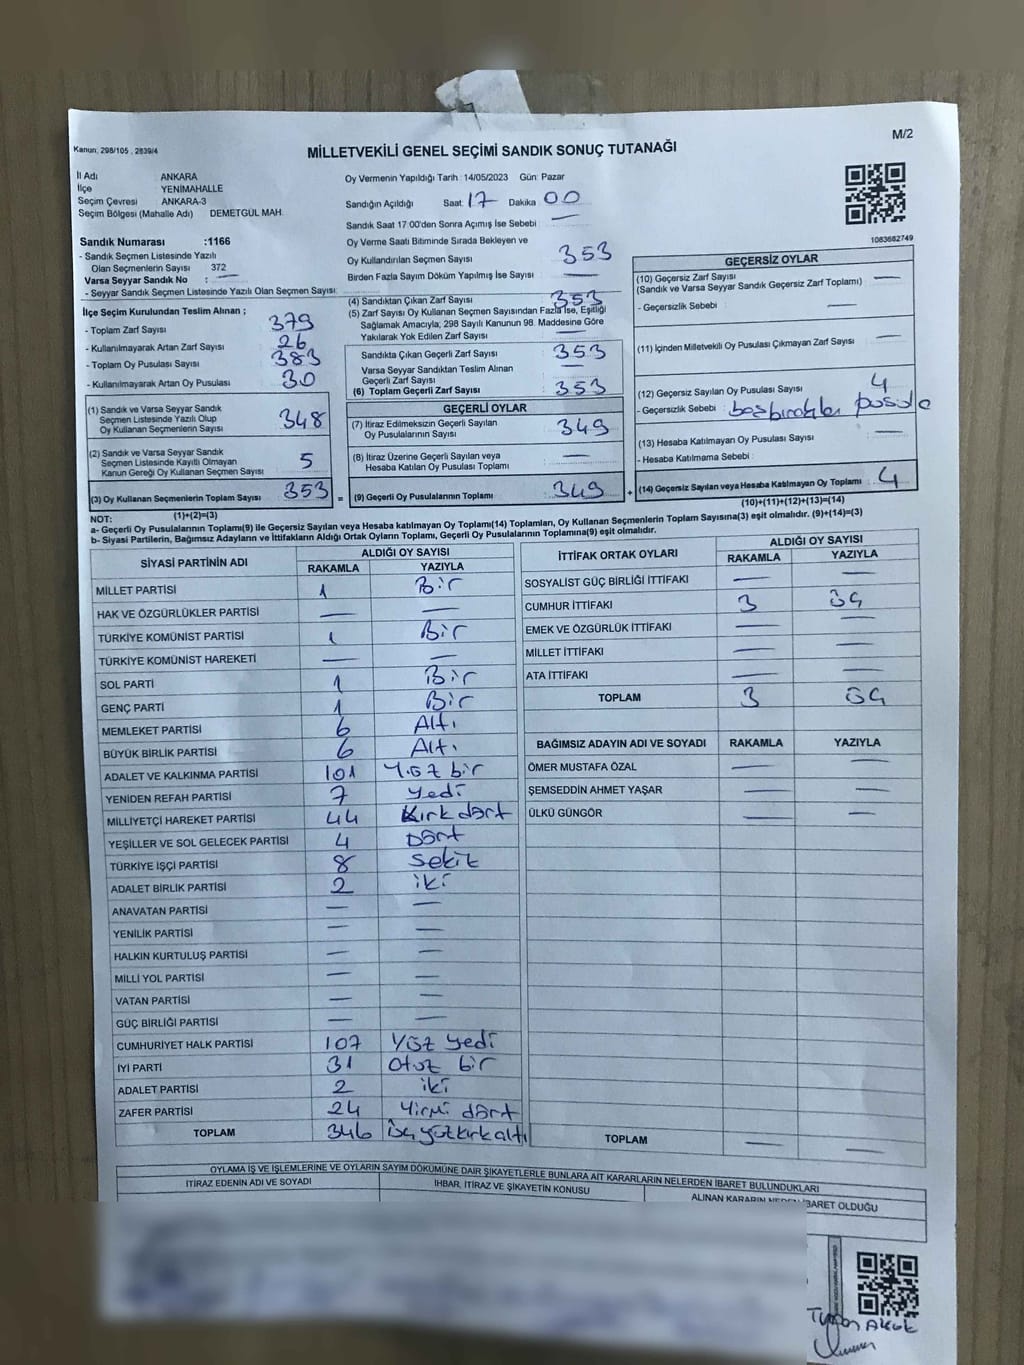 M/2
Kanun; 298/105 . 2839/4
MİLLETVEKİLİ GENEL SEÇİMİ SANDIK SONUÇ TUTANAĞI
İl Adı : ANKARA
İlçe : YENİMAHALLE
Seçim Çevresi : ANKARA-3
Seçim Bölgesi (Mahalle Adı) DEMETGÜL MAH.
Sandık Numarası :1166
- Sandık Seçmen Listesinde Yazılı
Olan Seçmenlerin Sayısı 372
Varsa Seyyar Sandık No : —
- Seyyar Sandık Seçmen Listesinde Yazılı Olan Seçmen Sayısı:
İlçe Seçim Kurulundan Teslim Alınan ;
- Toplam Zarf Sayısı : 379
- Kullanılmayarak Artan Zarf Sayısı : 26
- Toplam Oy Pusulası Sayısı : 383
- Kullanılmayarak Artan Oy Pusulası : 30
(1) Sandık ve Varsa Seyyar Sandık
Seçmen Listesinde Yazılı Olup
Oy Kullanan Seçmenlerin Sayısı : 348
(2) Sandık ve Varsa Seyyar Sandık
Seçmen Listesinde Kayıtlı Olmayan
Kanun Gereği Oy Kullanan Seçmen Sayısı : 5
(3) Oy Kullanan Seçmenlerin Toplam Sayısı : 353
(1)+(2)=(3)
Oy Vermenin Yapıldığı Tarih : 14/05/2023 Gün: Pazar
Sandığın Açıldığı Saat: 17 Dakika 00
Sandık Saat 17:00'den Sonra Açımış İse Sebebi : —
Oy Verme Saati Bitiminde Sırada Bekleyen ve
Oy Kullandırılan Seçmen Sayısı : 353
Birden Fazla Sayım Döküm Yapılmış İse Sayısı : —
(4) Sandıktan Çıkan Zarf Sayısı : 353
(5) Zarf Sayısı Oy Kullanan Seçmen Sayısından Fazla İse, Eşitliği
Sağlamak Amacıyla, 298 Sayılı Kanunun 98. Maddesine Göre
Yakılarak Yok Edilen Zarf Sayısı : —
Sandıkta Çıkan Geçerli Zarf Sayısı : 353
Varsa Seyyar Sandıktan Teslim Alınan
Geçerli Zarf Sayısı : —
(6) Toplam Geçerli Zarf Sayısı : 353
GEÇERLİ OYLAR
(7) İtiraz Edilmeksizin Geçerli Sayılan
Oy Pusulalarının Sayısı : 349
(8) İtiraz Üzerine Geçerli Sayılan veya
Hesaba Katılan Oy Pusulası Toplamı : —
= (9) Geçerli Oy Pusulalarının Toplamı : 349 +
1083682749
GEÇERSİZ OYLAR
(10) Geçersiz Zarf Sayısı : —
(Sandık ve Varsa Seyyar Sandık Geçersiz Zarf Toplamı)
- Geçersizlik Sebebi : —
(11) İçinden Milletvekili Oy Pusulası Çıkmayan Zarf Sayısı : —
(12) Geçersiz Sayılan Oy Pusulası Sayısı : 4
- Geçersizlik Sebebi : pusula
(13) Hesaba Katılmayan Oy Pusulası Sayısı : —
- Hesaba Katılmama Sebebi :
(14) Geçersiz Sayılan veya Hesaba Katılmayan Oy Toplamı : 4
(10)+(11)+(12)+(13)=(14)
NOT:
a- Geçerli Oy Pusulalarının Toplamı(9) ile Geçersiz Sayılan veya Hesaba katılmayan Oy Toplamı(14) Toplamları, Oy Kullanan Seçmenlerin Toplam Sayısına(3) eşit olmalıdır. (9)+(14)=(3)
b- Siyasi Partilerin, Bağımsız Adayların ve İttifakların Aldığı Ortak Oyların Toplamı, Geçerli Oy Pusulalarının Toplamına(9) eşit olmalıdır.
SİYASİ PARTİNİN ADI ALDIĞI OY SAYISI
RAKAMLA YAZIYLA
MİLLET PARTİSİ 1 Bir
HAK VE ÖZGÜRLÜKLER PARTİSİ — —
TÜRKİYE KOMÜNİST PARTİSİ 1 Bir
TÜRKİYE KOMÜNİST HAREKETİ — —
SOL PARTİ 1 Bir
GENÇ PARTİ 1 Bir
MEMLEKET PARTİSİ 6 Altı
BÜYÜK BİRLİK PARTİSİ 6 Altı
ADALET VE KALKINMA PARTİSİ 101 Yüz bir
YENİDEN REFAH PARTİSİ 7 Yedi
MİLLİYETÇİ HAREKET PARTİSİ 44 Kırk dört
YEŞİLLER VE SOL GELECEK PARTİSİ 4 Dört
TÜRKİYE İŞÇİ PARTİSİ 8 Sekiz
ADALET BİRLİK PARTİSİ 2 iki
ANAVATAN PARTİSİ — —
YENİLİK PARTİSİ — —
HALKIN KURTULUŞ PARTİSİ — —
MİLLİ YOL PARTİSİ — —
VATAN PARTİSİ — —
GÜÇ BİRLİĞİ PARTİSİ — —
CUMHURİYET HALK PARTİSİ 107 Yüz yedi
İYİ PARTİ 31 Otuz bir
ADALET PARTİSİ 2 iki
ZAFER PARTİSİ 24 Yirmi dört
TOPLAM 346 üçyüzkırkaltı
İTTİFAK ORTAK OYLARI ALDIĞI OY SAYISI
RAKAMLA YAZIYLA
SOSYALİST GÜÇ BİRLİĞİ İTTİFAKI — —
CUMHUR İTTİFAKI 3 üç
EMEK VE ÖZGÜRLÜK İTTİFAKI — —
MİLLET İTTİFAKI — —
ATA İTTİFAKI — —
TOPLAM 3 üç
BAĞIMSIZ ADAYIN ADI VE SOYADI RAKAMLA YAZIYLA
ÖMER MUSTAFA ÖZAL — —
ŞEMSEDDİN AHMET YAŞAR — —
ÜLKÜ GÜNGÖR — —
TOPLAM — —
OYLAMA İŞ VE İŞLEMLERİNE VE OYLARIN SAYIM DÖKÜMÜNE DAİR ŞİKAYETLERLE BUNLARA AİT KARARLARIN NELERDEN İBARET BULUNDUKLARI
İTİRAZ EDENİN ADI VE SOYADI İHBAR, İTİRAZ VE ŞİKAYETİN KONUSU ALINAN KARARIN NEDEN İBARET OLDUĞU